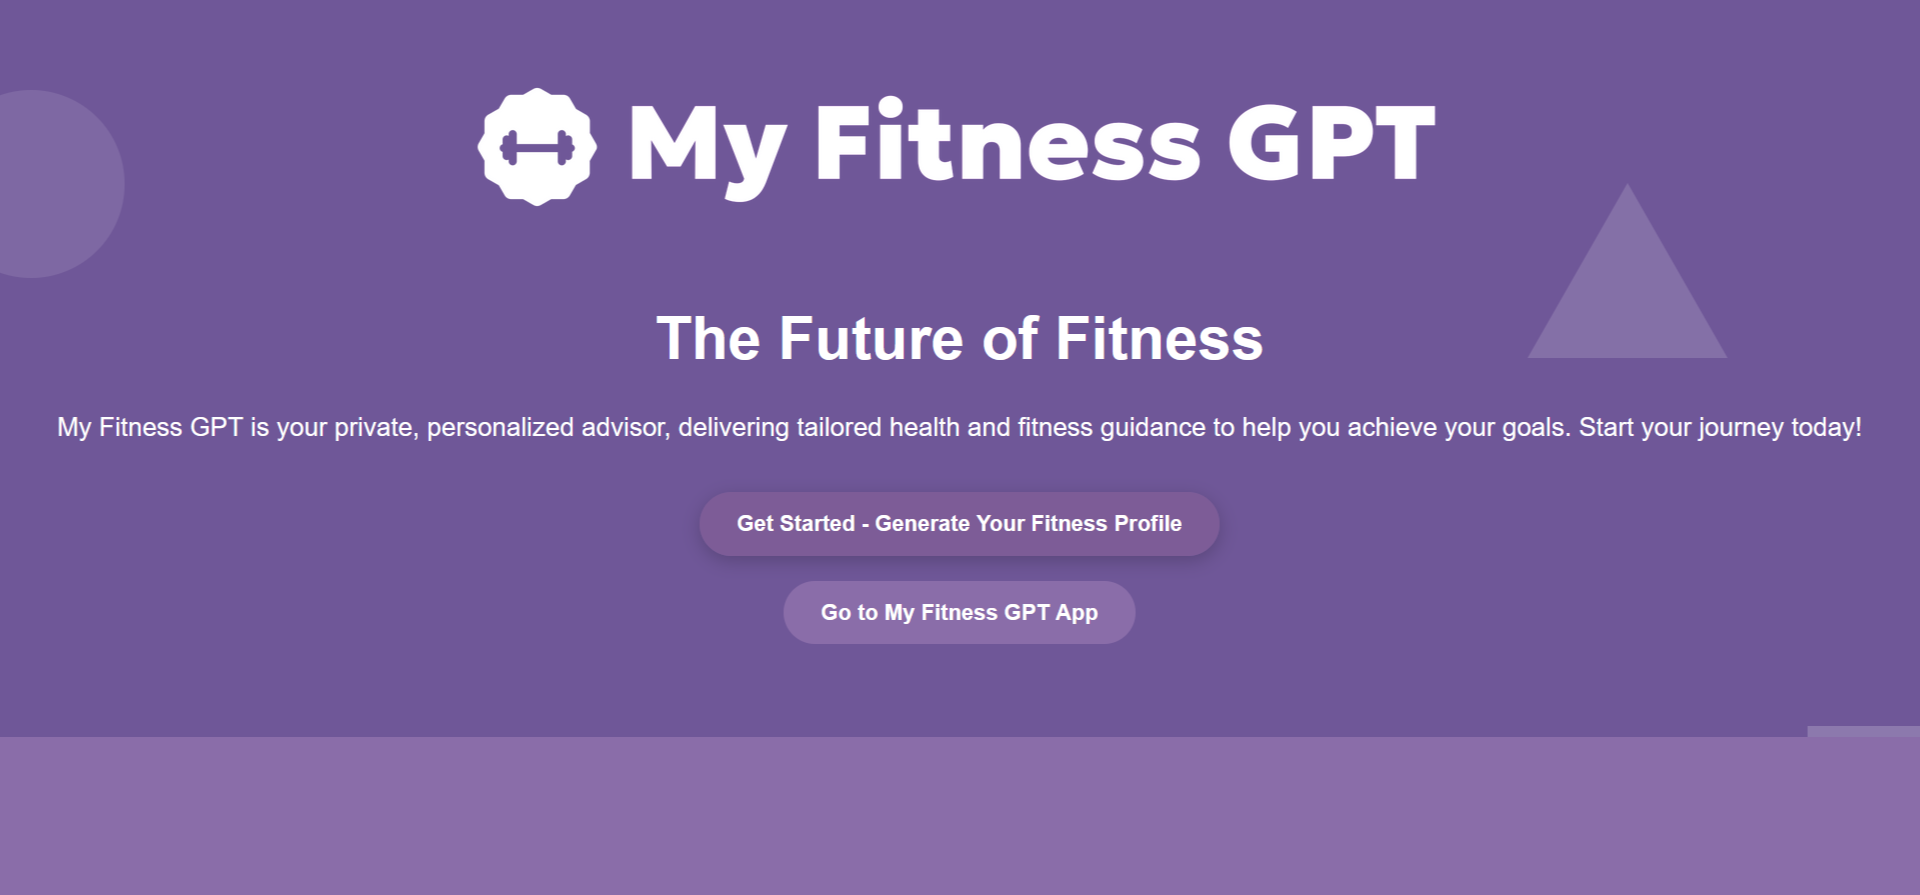 My Fitness GPT
The Future of Fitness
My Fitness GPT is your private, personalized advisor, delivering tailored health and fitness guidance to help you achieve your goals. Start your journey today!
Get Started - Generate Your Fitness Profile
Go to My Fitness GPT App